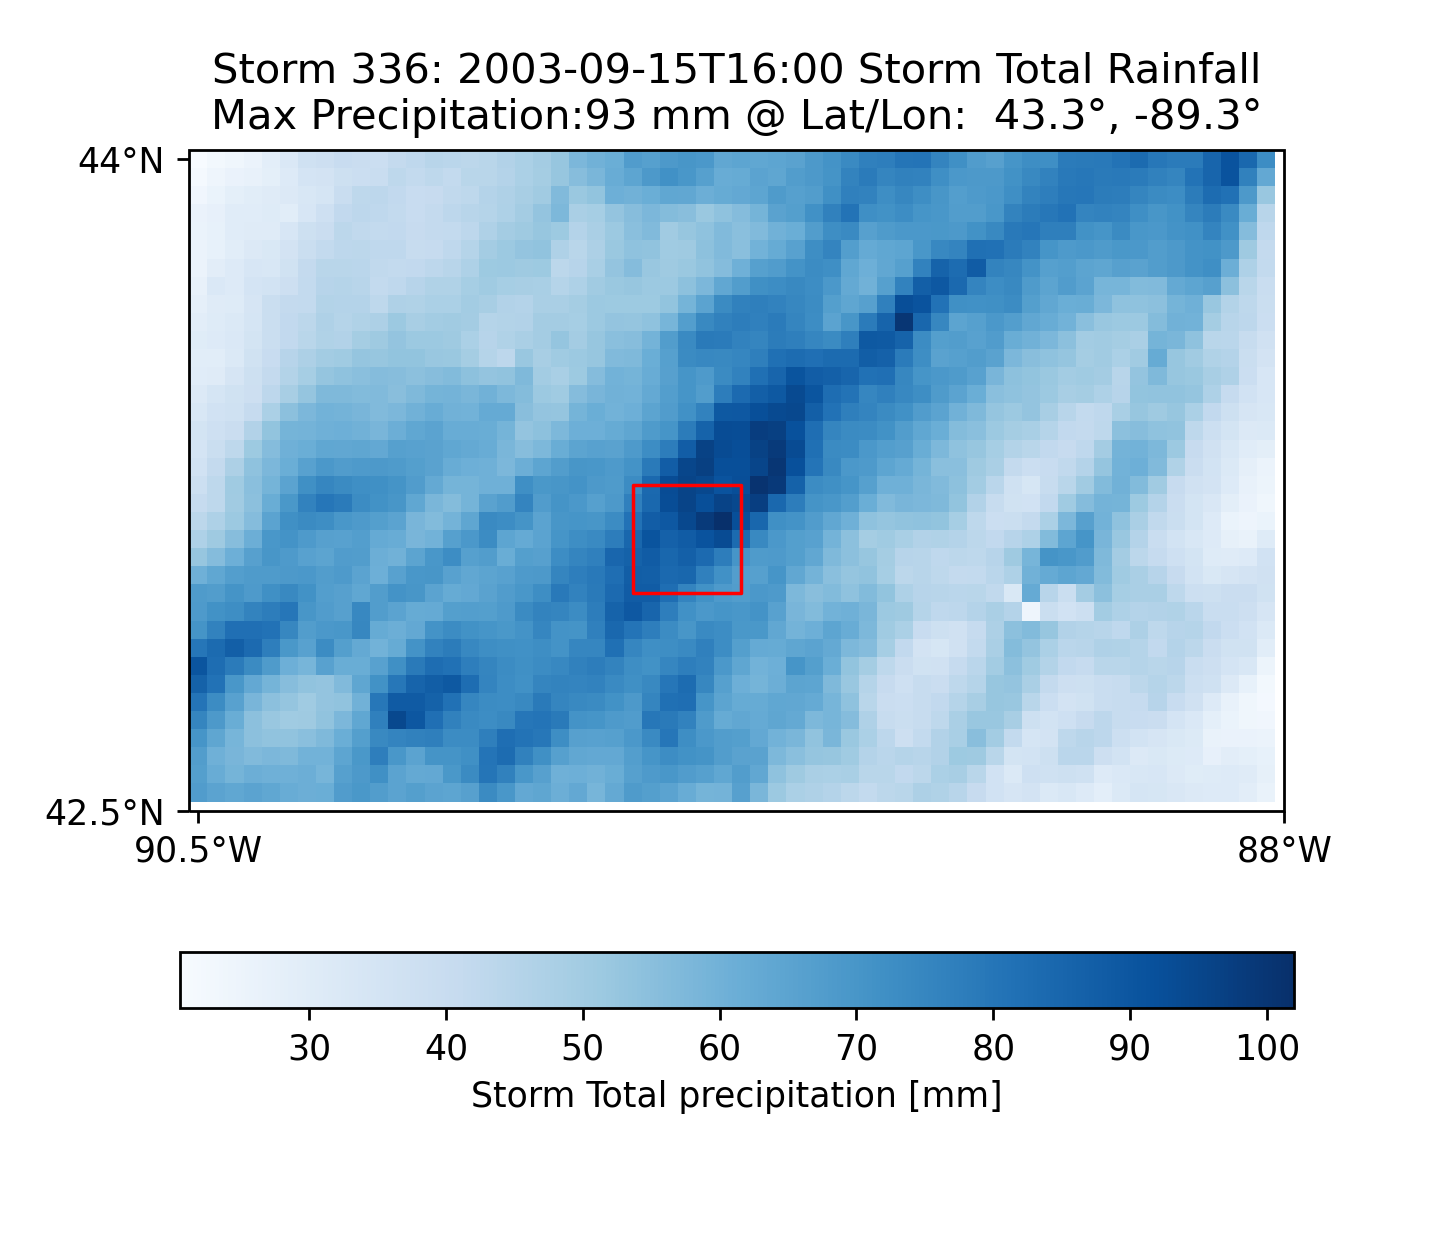 Storm 336: 2003-09-15T16:00 Storm Total Rainfall
Max Precipitation:93 mm @ Lat/Lon:  43.3°, -89.3°
44°N
42.5°N
90.5°W 88°W
30 40 50 60 70 80 90 100
Storm Total precipitation [mm]